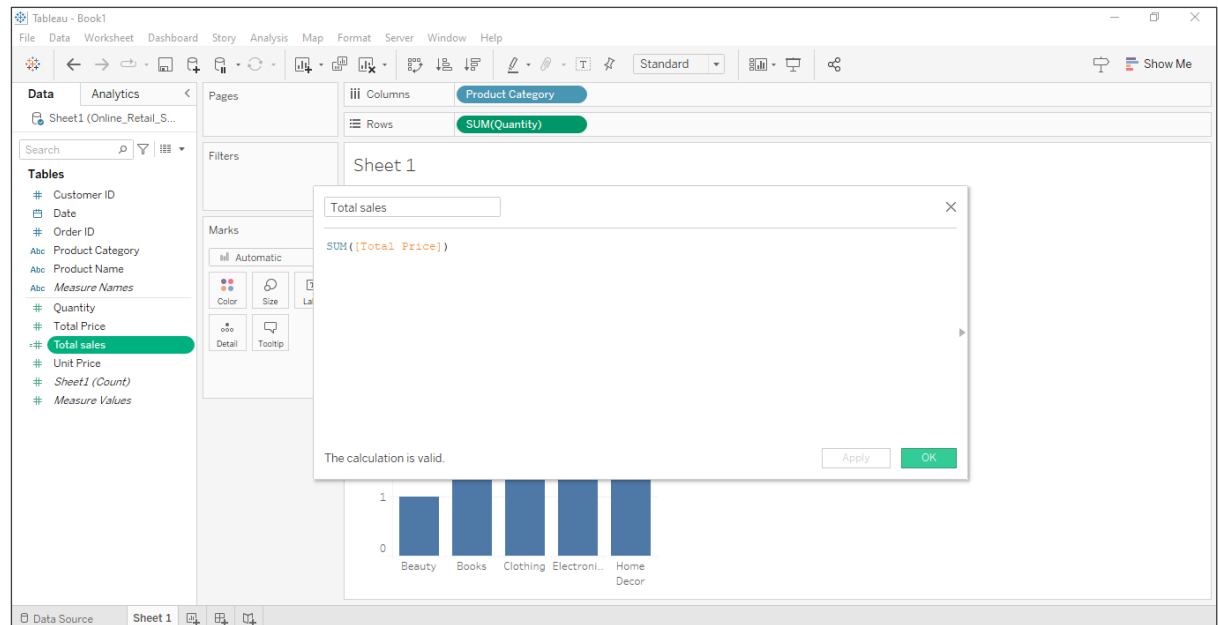 Tableau - Book1
File Data Worksheet Dashboard Story Analysis Map Format Server Window Help
Standard
Show Me
Data Analytics
Sheet1 (Online_Retail_S...
Search
Tables
Customer ID
Date
Order ID
Abc Product Category
Abc Product Name
Abc Measure Names
Quantity
Total Price
Total sales
Unit Price
Sheet1 (Count)
Measure Values
Pages
Filters
Marks
Automatic
Color Size
Detail Tooltip
Columns Product Category
Rows SUM(Quantity)
Sheet 1
Total sales
SUM([Total Price])
The calculation is valid.
Apply OK
1
0
Beauty Books Clothing Electroni.. Home
Decor
Data Source Sheet 1